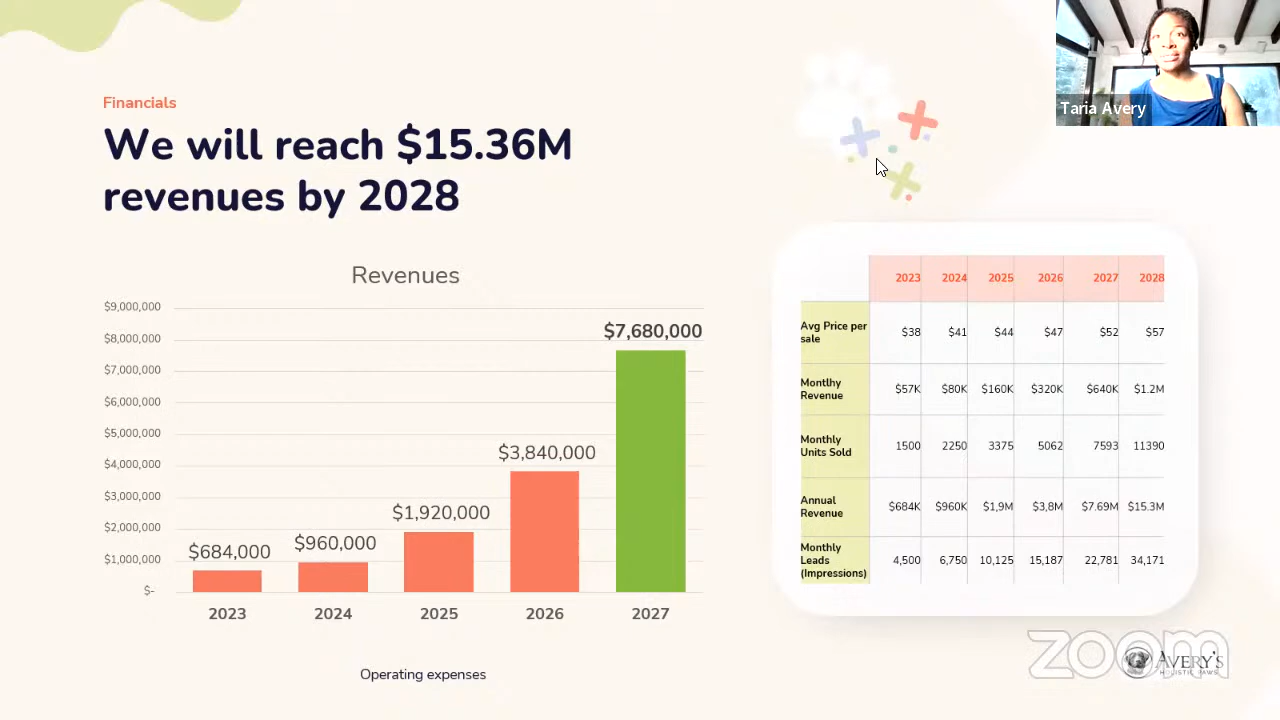 Taria Avery
Financials
We will reach $15.36M
revenues by 2028
Revenues
$9,000,000
$8,000,000
$7,000,000
$6,000,000
$5,000,000
$4,000,000
$3,000,000
$2,000,000
$1,000,000
$-
$684,000
$960,000
$1,920,000
$3,840,000
$7,680,000
2023 2024 2025 2026 2027
Operating expenses
2023 2024 2025 2026 2027 2028
Avg Price per
sale
$38 $41 $44 $47 $52 $57
Montlhy
Revenue
$57K $80K $160K $320K $640K $1.2M
Monthly
Units Sold
1500 2250 3375 5062 7593 11390
Annual
Revenue
$684K $960K $1,9M $3,8M $7.69M $15.3M
Monthly
Leads
(Impressions)
4,500 6,750 10,125 15,187 22,781 34,171
zoom
AVERY'S
HOLISTIC PAWS